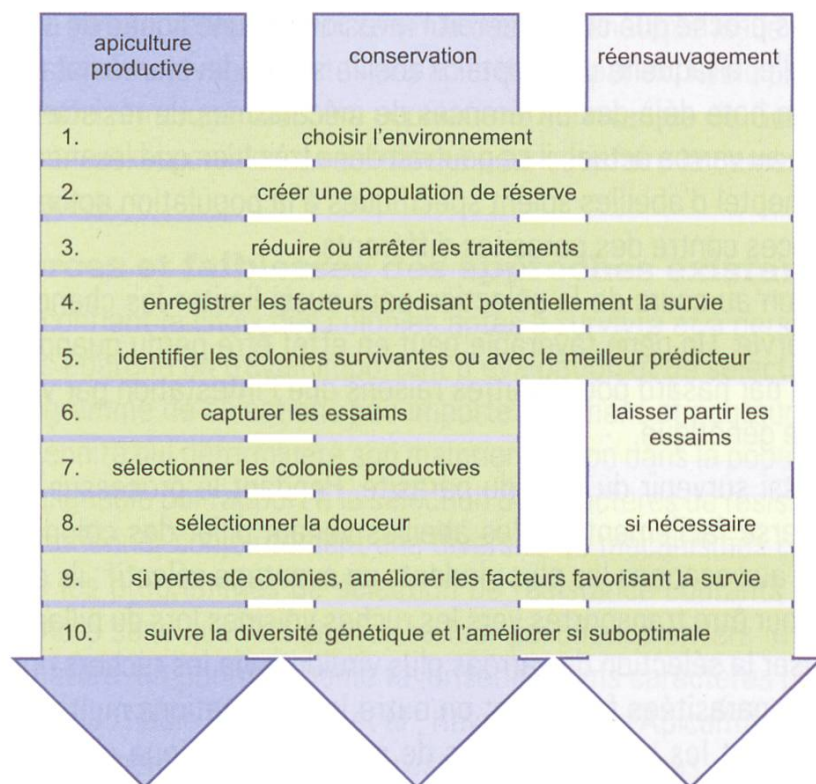 apiculture
productive
conservation
réensauvagement
1. choisir l'environnement
2. créer une population de réserve
3. réduire ou arrêter les traitements
4. enregistrer les facteurs prédisant potentiellement la survie
5. identifier les colonies survivantes ou avec le meilleur prédicteur
6. capturer les essaims
laisser partir les
essaims
7. sélectionner les colonies productives
8. sélectionner la douceur
si nécessaire
9. si pertes de colonies, améliorer les facteurs favorisant la survie
10. suivre la diversité génétique et l'améliorer si suboptimale